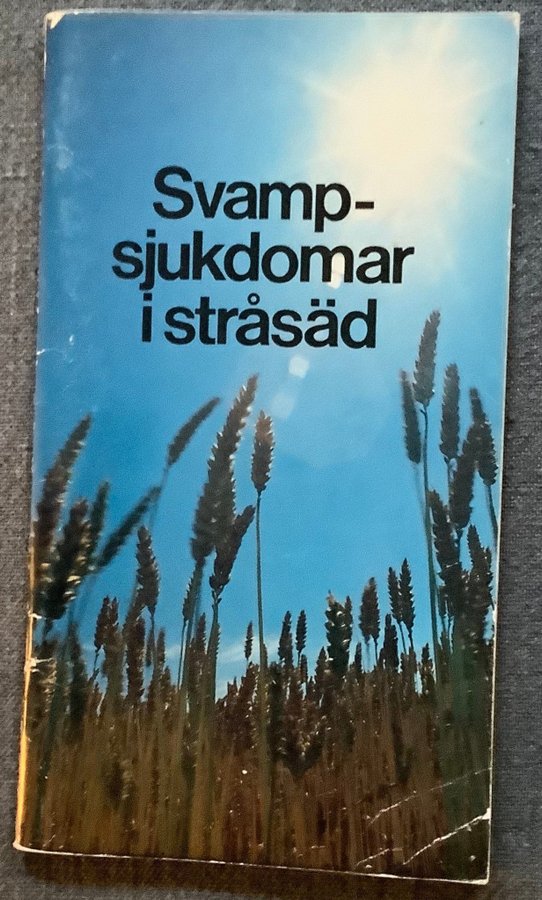 Svamp-
sjukdomar
i stråsäd